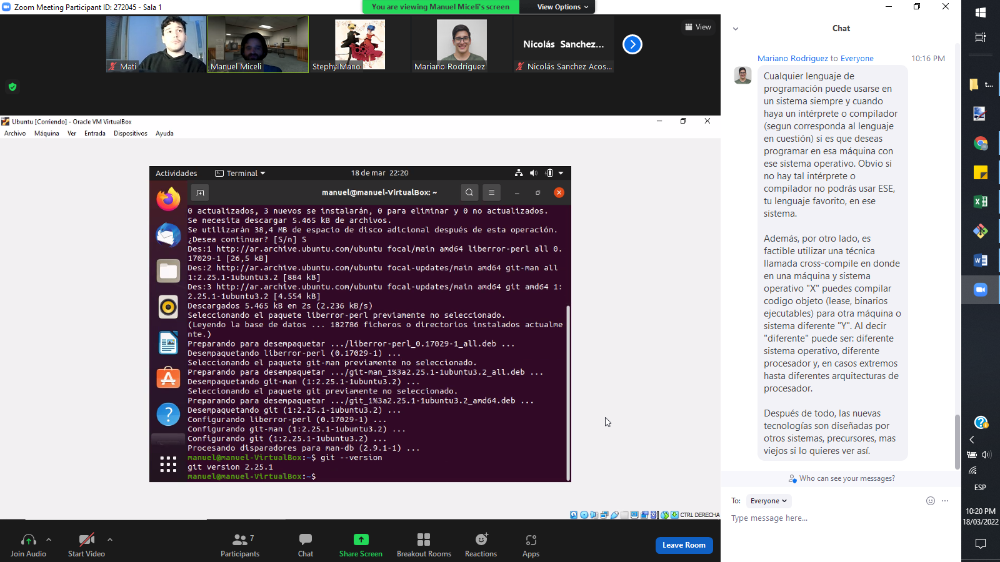 Zoom Meeting Participant ID: 272045 - Sala 1
You are viewing Manuel Miceli's screen
View Options
View
Mati
Manuel Miceli
Stephy Mano
Mariano Rodriguez
Nicolás Sanchez...
Nicolás Sanchez Acos...
Ubuntu [Corriendo] - Oracle VM VirtualBox
Archivo Máquina Ver Entrada Dispositivos Ayuda
Actividades Terminal 18 de mar 22:20
manuel@manuel-VirtualBox: ~
0 actualizados, 3 nuevos se instalarán, 0 para eliminar y 0 no actualizados.
Se necesita descargar 5.465 kB de archivos.
Se utilizarán 38,4 MB de espacio de disco adicional después de esta operación.
¿Desea continuar? [S/n] S
Des:1 http://ar.archive.ubuntu.com/ubuntu focal/main amd64 liberror-perl all 0.
17029-1 [26,5 kB]
Des:2 http://ar.archive.ubuntu.com/ubuntu focal-updates/main amd64 git-man all
1:2.25.1-1ubuntu3.2 [884 kB]
Des:3 http://ar.archive.ubuntu.com/ubuntu focal-updates/main amd64 git amd64 1:
2.25.1-1ubuntu3.2 [4.554 kB]
Descargados 5.465 kB en 2s (2.236 kB/s)
Seleccionando el paquete liberror-perl previamente no seleccionado.
(Leyendo la base de datos ... 182786 ficheros o directorios instalados actualme
nte.)
Preparando para desempaquetar .../liberror-perl_0.17029-1_all.deb ...
Desempaquetando liberror-perl (0.17029-1) ...
Seleccionando el paquete git-man previamente no seleccionado.
Preparando para desempaquetar .../git-man_1%3a2.25.1-1ubuntu3.2_all.deb ...
Desempaquetando git-man (1:2.25.1-1ubuntu3.2) ...
Seleccionando el paquete git previamente no seleccionado.
Preparando para desempaquetar .../git_1%3a2.25.1-1ubuntu3.2_amd64.deb ...
Desempaquetando git (1:2.25.1-1ubuntu3.2) ...
Configurando liberror-perl (0.17029-1) ...
Configurando git-man (1:2.25.1-1ubuntu3.2) ...
Configurando git (1:2.25.1-1ubuntu3.2) ...
Procesando disparadores para man-db (2.9.1-1) ...
manuel@manuel-VirtualBox:~$ git --version
git version 2.25.1
manuel@manuel-VirtualBox:~$
CTRL DERECHA
Join Audio
Start Video
Participants
7
Chat
Share Screen
Breakout Rooms
Reactions
Apps
Leave Room
Chat
Mariano Rodriguez to Everyone 10:16 PM
Cualquier lenguaje de
programación puede usarse en
un sistema siempre y cuando
haya un intérprete o compilador
(segun corresponda al lenguaje
en cuestión) si es que deseas
programar en esa máquina con
ese sistema operativo. Obvio si
no hay tal intérprete o
compilador no podrás usar ESE,
tu lenguaje favorito, en ese
sistema.
Además, por otro lado, es
factible utilizar una técnica
llamada cross-compile en donde
en una máquina y sistema
operativo "X" puedes compilar
codigo objeto (lease, binarios
ejecutables) para otra máquina o
sistema diferente "Y". Al decir
"diferente" puede ser: diferente
sistema operativo, diferente
procesador y, en casos extremos
hasta diferentes arquitecturas de
procesador.
Después de todo, las nuevas
tecnologías son diseñadas por
otros sistemas, precursores, mas
viejos si lo quieres ver así.
Who can see your messages?
To: Everyone
Type message here...
t...
ESP
10:20 PM
18/03/2022